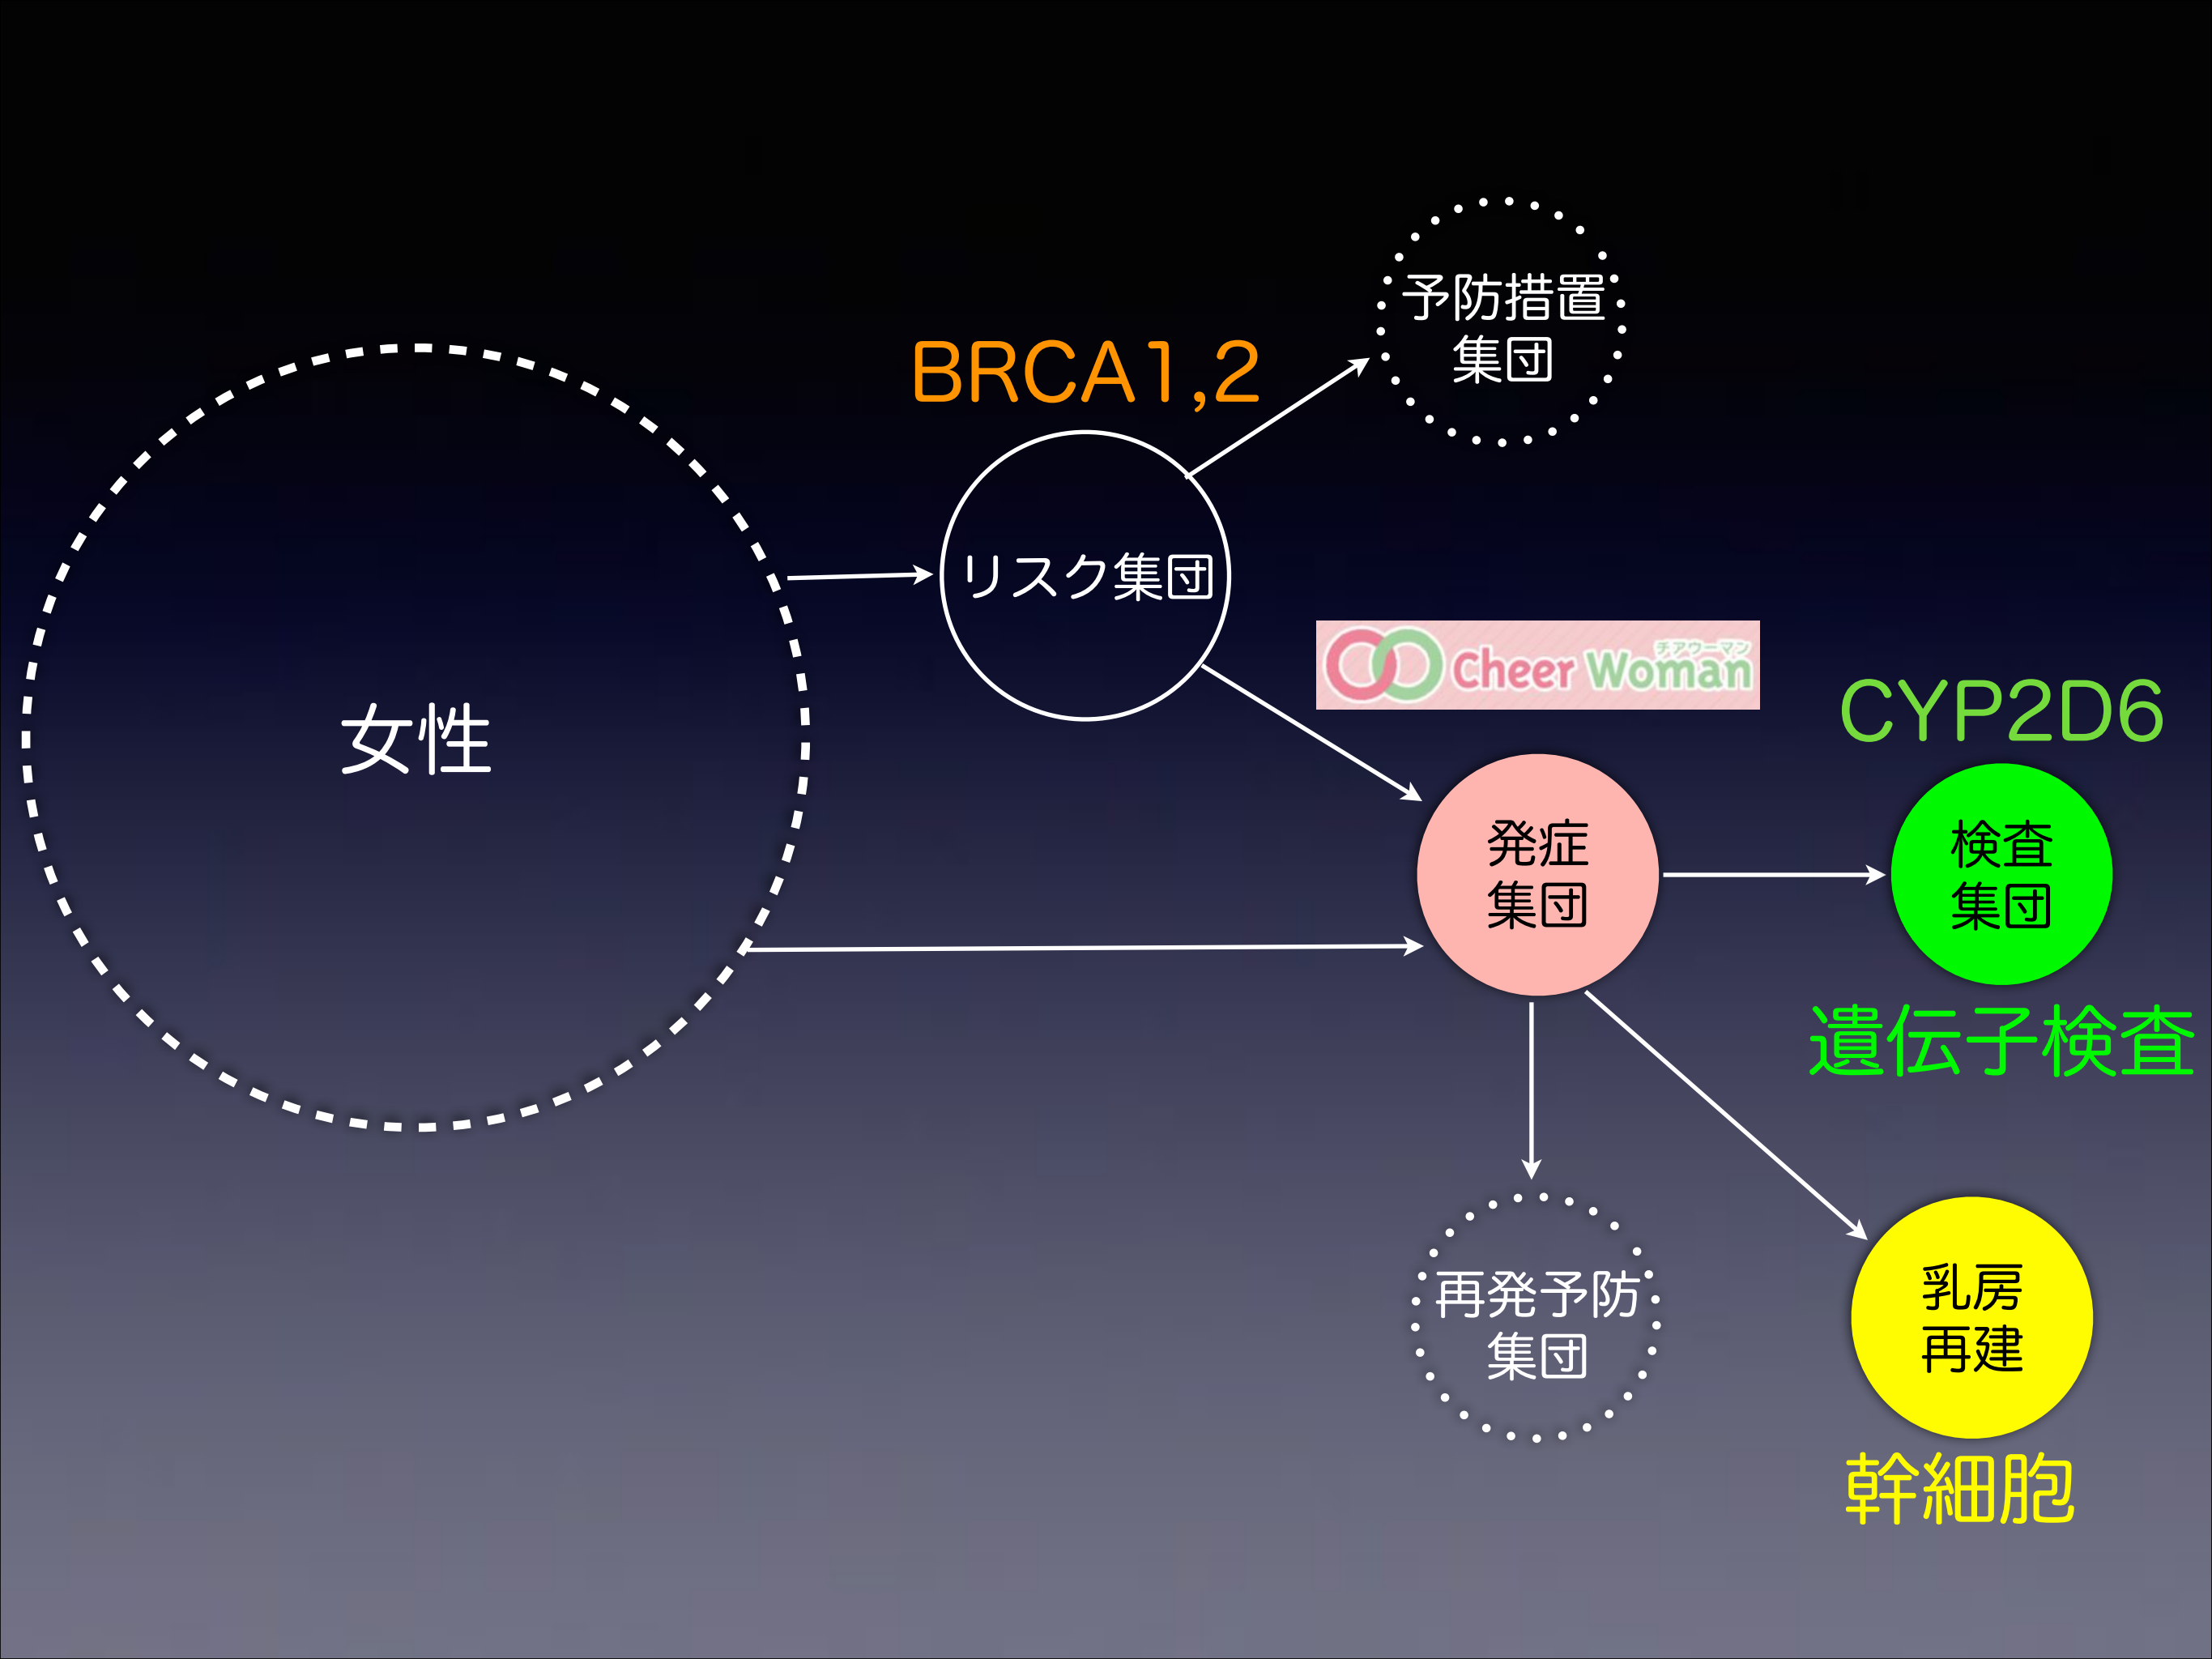 予防措置
集団
BRCA1,2
リスク集団
チアウーマン
Cheer Woman
女性
CYP2D6
発症
集団
検査
集団
遺伝子検査
再発予防
集団
乳房
再建
幹細胞